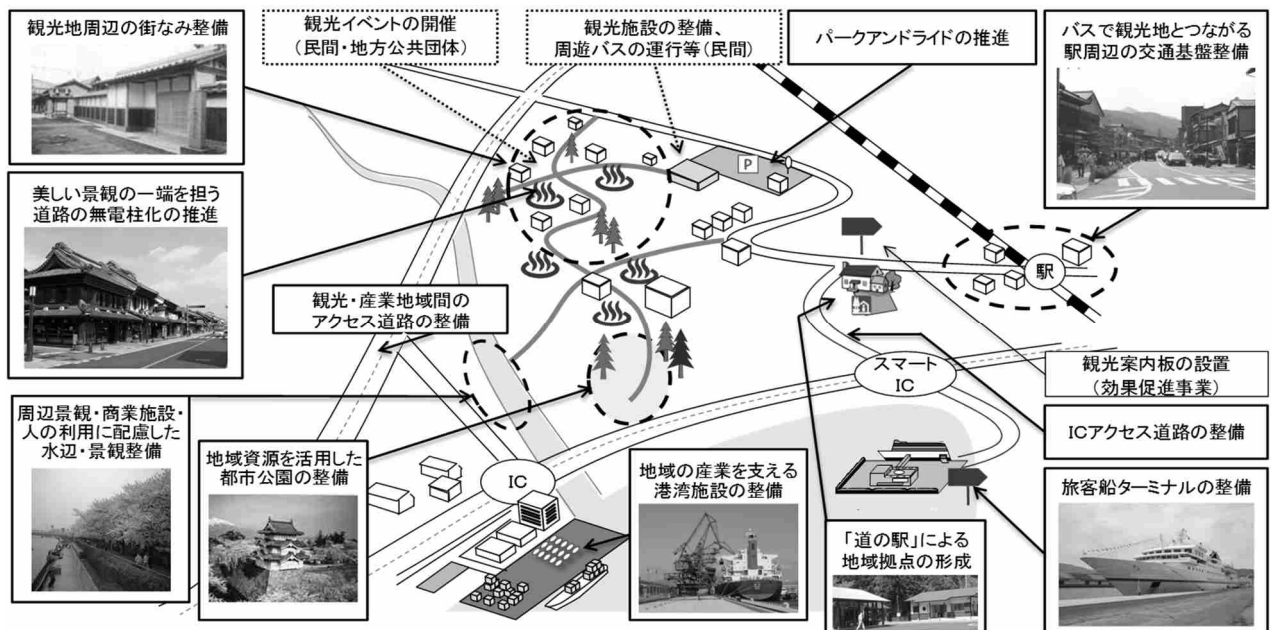 観光地周辺の街なみ整備
観光イベントの開催
(民間・地方公共団体)
観光施設の整備、
周遊バスの運行等(民間)
パークアンドライドの推進
バスで観光地とつながる
駅周辺の交通基盤整備
美しい景観の一端を担う
道路の無電柱化の推進
P
駅
観光・産業地域間の
アクセス道路の整備
スマート
IC
観光案内板の設置
(効果促進事業)
ICアクセス道路の整備
周辺景観・商業施設・
人の利用に配慮した
水辺・景観整備
地域資源を活用した
都市公園の整備
IC
地域の産業を支える
港湾施設の整備
「道の駅」による
地域拠点の形成
旅客船ターミナルの整備